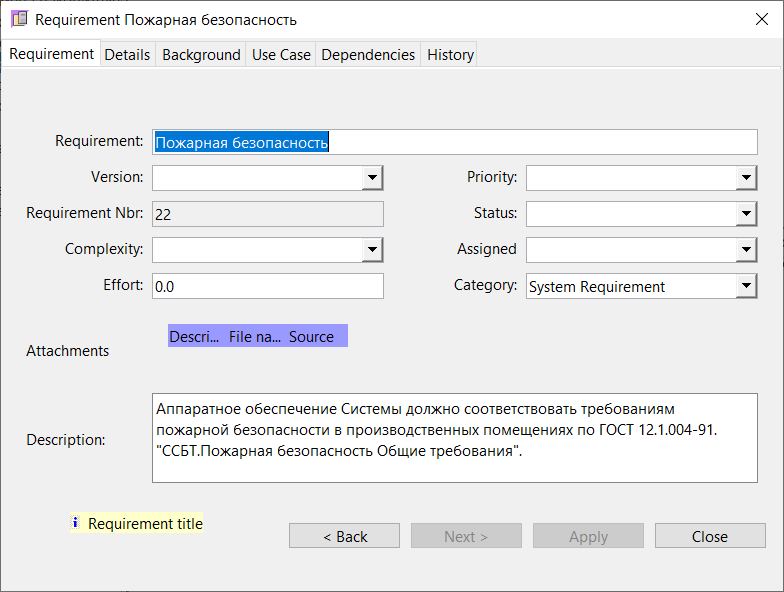 Requirement Пожарная безопасность
Requirement Details Background Use Case Dependencies History
Requirement: Пожарная безопасность
Version: Priority:
Requirement Nbr: 22 Status:
Complexity: Assigned
Effort: 0.0 Category: System Requirement
Descri... File na... Source
Attachments
Description: Аппаратное обеспечение Системы должно соответствовать требованиям
пожарной безопасности в производственных помещениях по ГОСТ 12.1.004-91.
"ССБТ.Пожарная безопасность Общие требования".
Requirement title
< Back Next > Apply Close